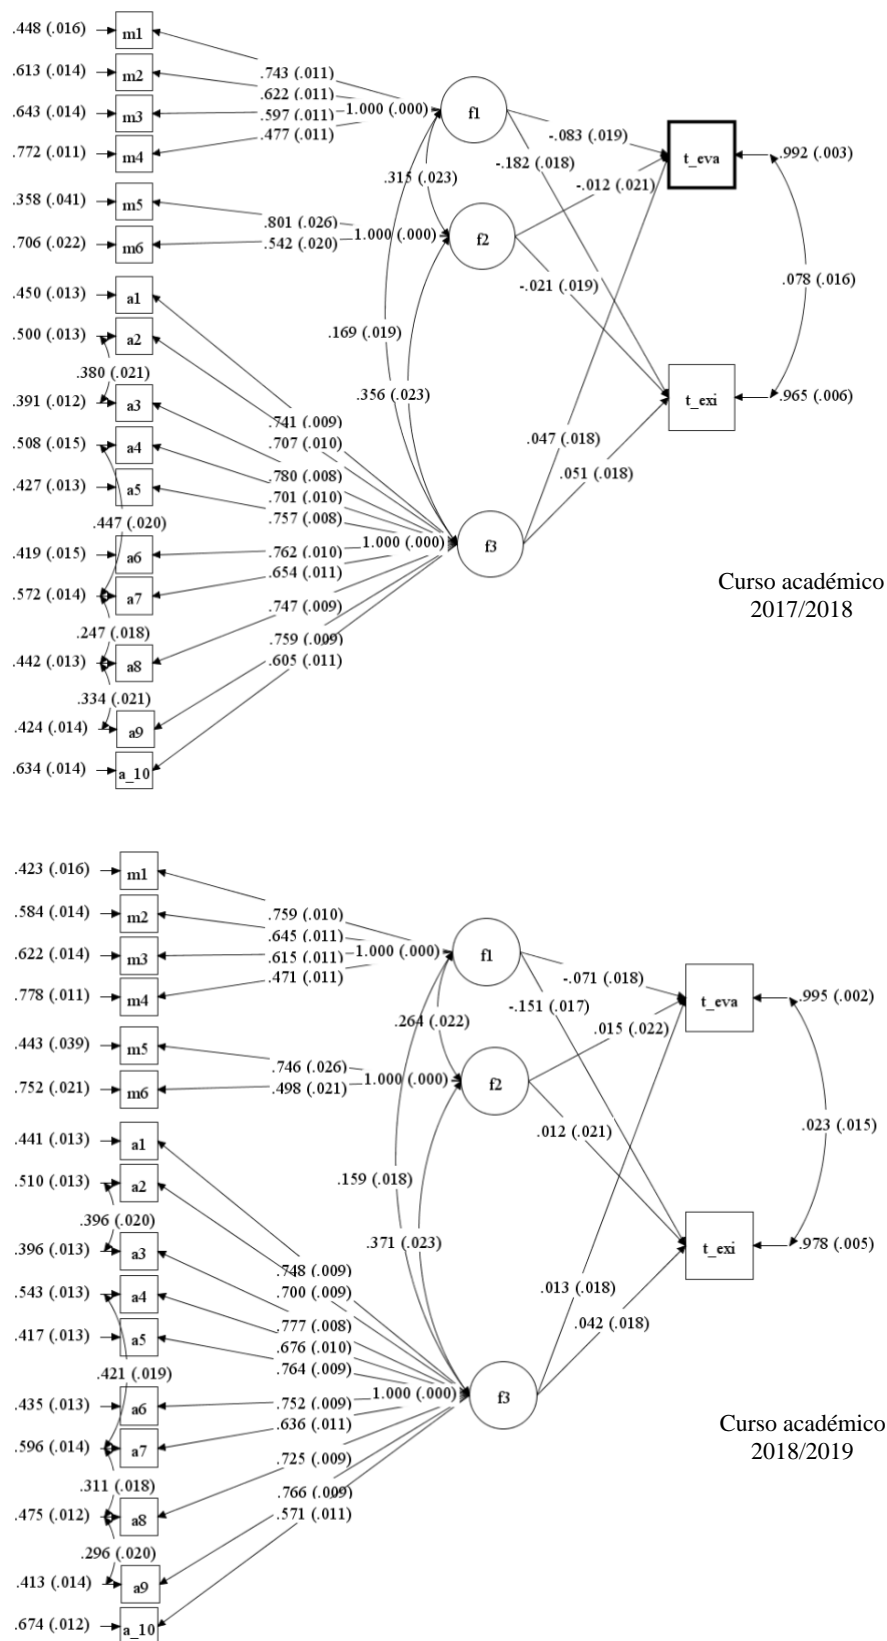 .448 (.016) m1
.613 (.014) m2
.643 (.014) m3
.772 (.011) m4
.358 (.041) m5
.706 (.022) m6
.450 (.013) a1
.500 (.013) a2
.380 (.021)
.391 (.012) a3
.508 (.015) a4
.427 (.013) a5
.447 (.020)
.419 (.015) a6
.572 (.014) a7
.247 (.018)
.442 (.013) a8
.334 (.021)
.424 (.014) a9
.634 (.014) a_10
.743 (.011)
.622 (.011)
.597 (.011)
.477 (.011)
1.000 (.000) f1
.801 (.026)
.542 (.020)
1.000 (.000) f2
.315 (.023)
.169 (.019)
.356 (.023)
.741 (.009)
.707 (.010)
.780 (.008)
.701 (.010)
.757 (.008)
.762 (.010)
.654 (.011)
.747 (.009)
.759 (.009)
.605 (.011)
1.000 (.000) f3
-.083 (.019)
-.182 (.018)
-.012 (.021)
-.021 (.019)
.047 (.018)
.051 (.018)
t_eva .992 (.003)
.078 (.016)
t_exi .965 (.006)
Curso académico
2017/2018
.423 (.016) m1
.584 (.014) m2
.622 (.014) m3
.778 (.011) m4
.443 (.039) m5
.752 (.021) m6
.441 (.013) a1
.510 (.013) a2
.396 (.020)
.396 (.013) a3
.543 (.013) a4
.417 (.013) a5
.421 (.019)
.435 (.013) a6
.596 (.014) a7
.311 (.018)
.475 (.012) a8
.296 (.020)
.413 (.014) a9
.674 (.012) a_10
.759 (.010)
.645 (.011)
.615 (.011)
.471 (.011)
1.000 (.000) f1
.746 (.026)
.498 (.021)
1.000 (.000) f2
.264 (.022)
.159 (.018)
.371 (.023)
.748 (.009)
.700 (.009)
.777 (.008)
.676 (.010)
.764 (.009)
.752 (.009)
.636 (.011)
.725 (.009)
.766 (.009)
.571 (.011)
1.000 (.000) f3
-.071 (.018)
-.151 (.017)
.015 (.022)
.012 (.021)
.013 (.018)
.042 (.018)
t_eva .995 (.002)
.023 (.015)
t_exi .978 (.005)
Curso académico
2018/2019